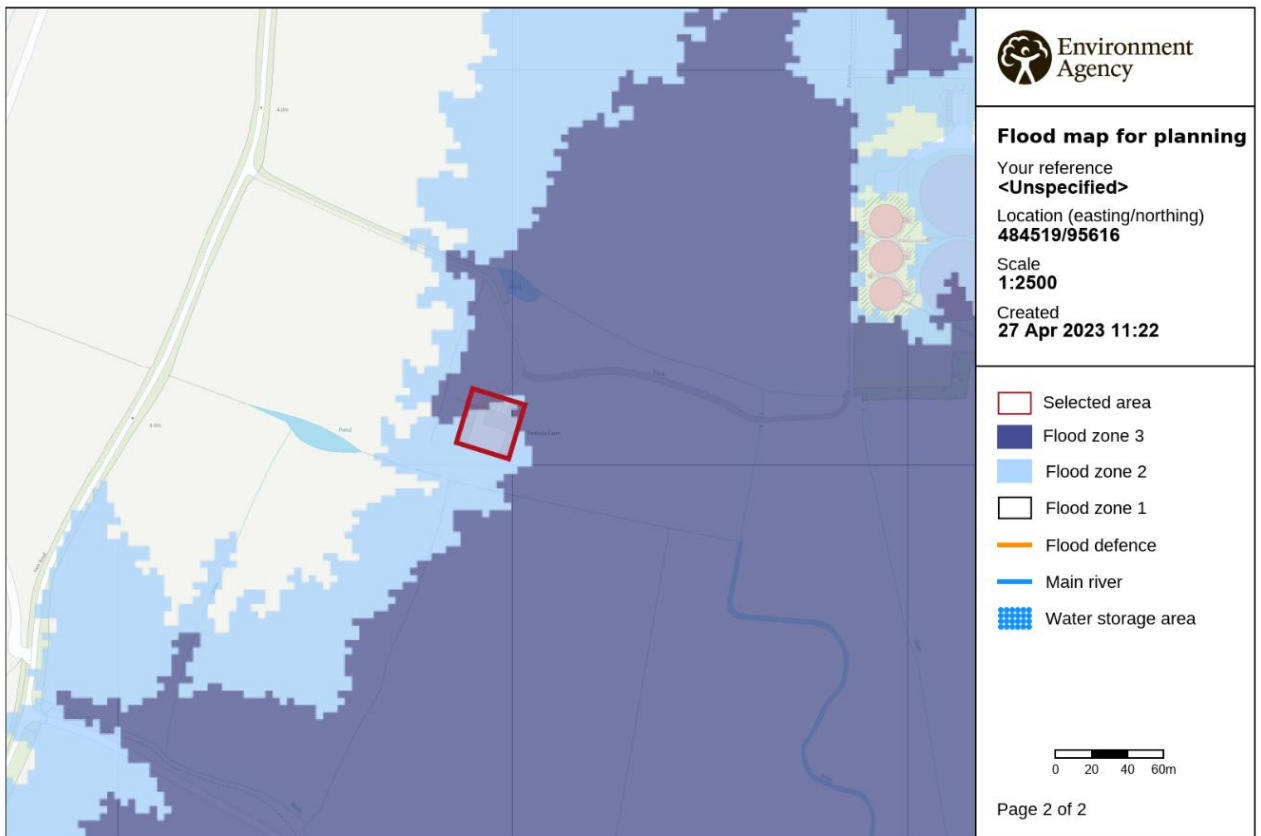 Environment
Agency
Flood map for planning
Your reference
<Unspecified>
Location (easting/northing)
484519/95616
Scale
1:2500
Created
27 Apr 2023 11:22
Selected area
Flood zone 3
Flood zone 2
Flood zone 1
Flood defence
Main river
Water storage area
0 20 40 60m
Page 2 of 2
Pond
Drain